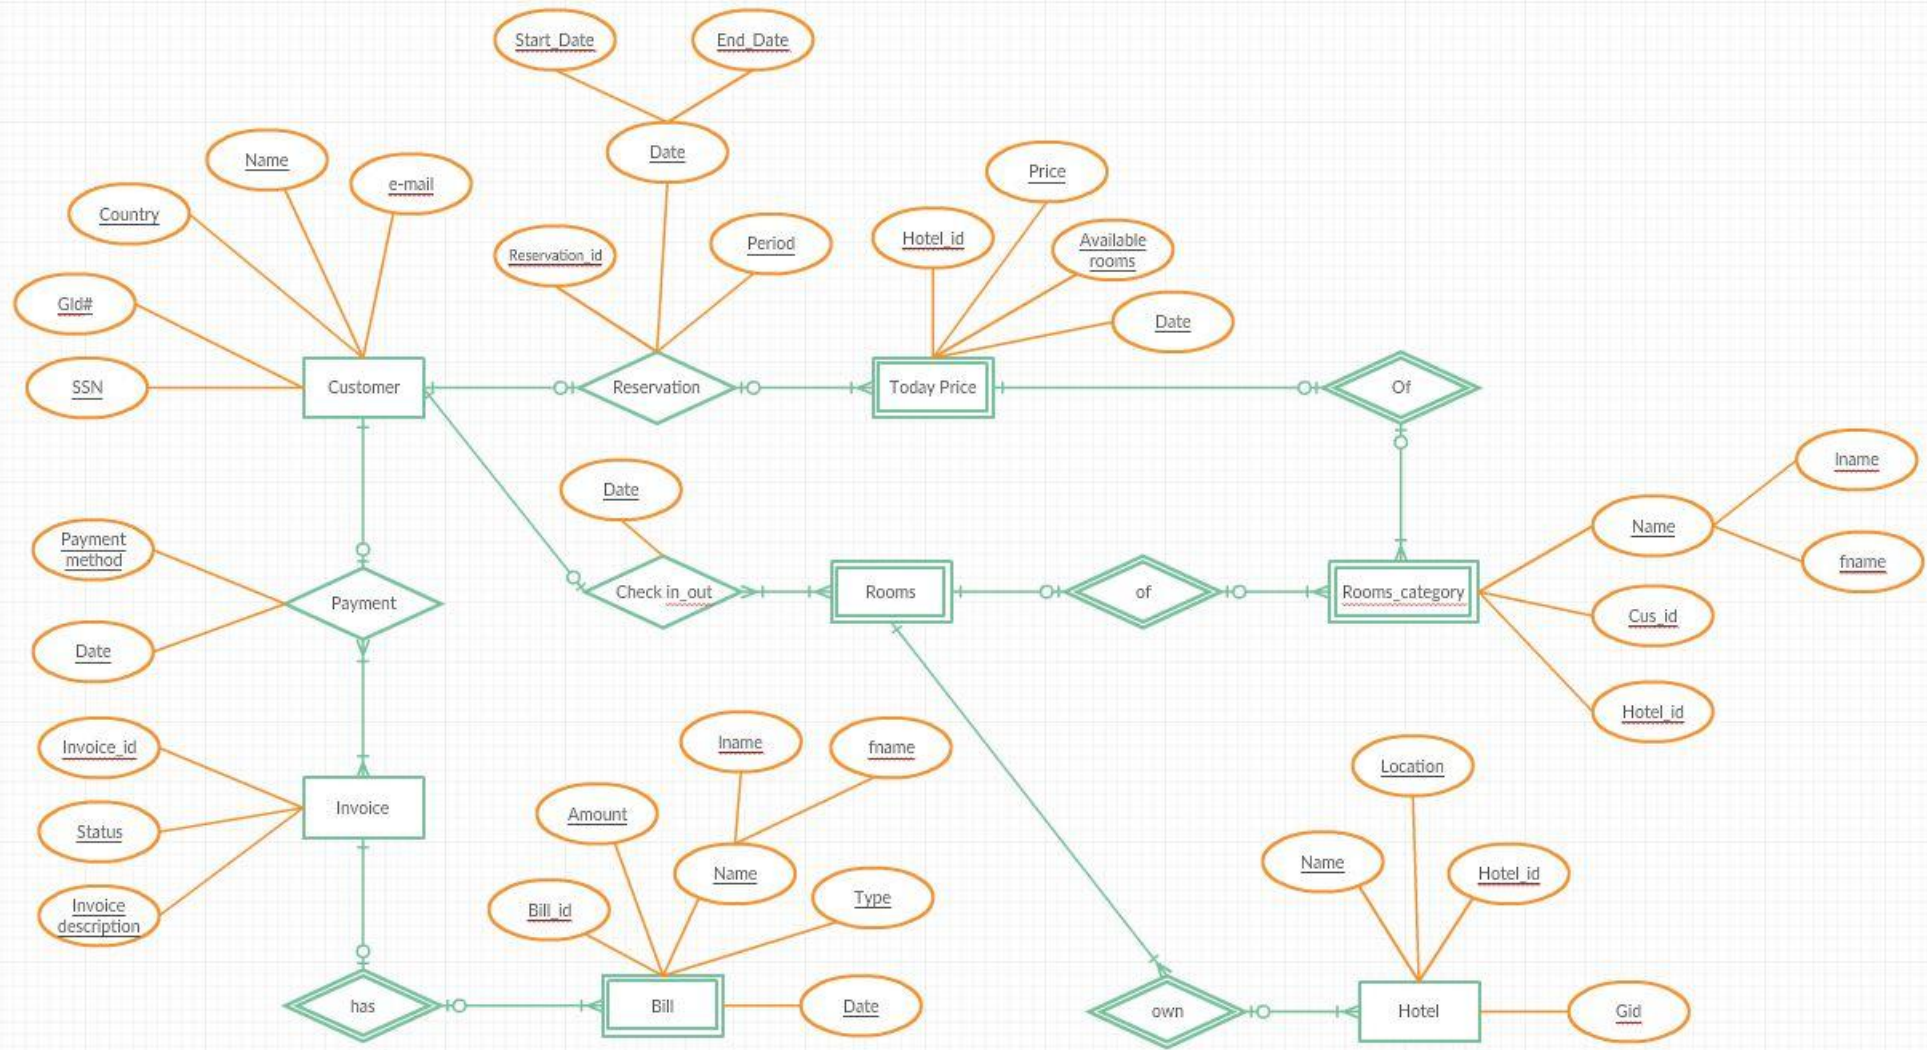 Start_Date
End_Date
Date
Name
e-mail
Country
Price
Hotel_id
Available
rooms
Reservation_id
Period
Gld#
Date
SSN
Customer
Reservation
Today Price
Of
lname
Date
Name
Payment
method
fname
Check in_out
Rooms
of
Rooms_category
Payment
Cus_id
Date
Hotel_id
Invoice_id
lname
fname
Location
Invoice
Amount
Status
Name
Name
Hotel_id
Type
Invoice
description
Bill_id
has
Bill
Date
own
Hotel
Gid